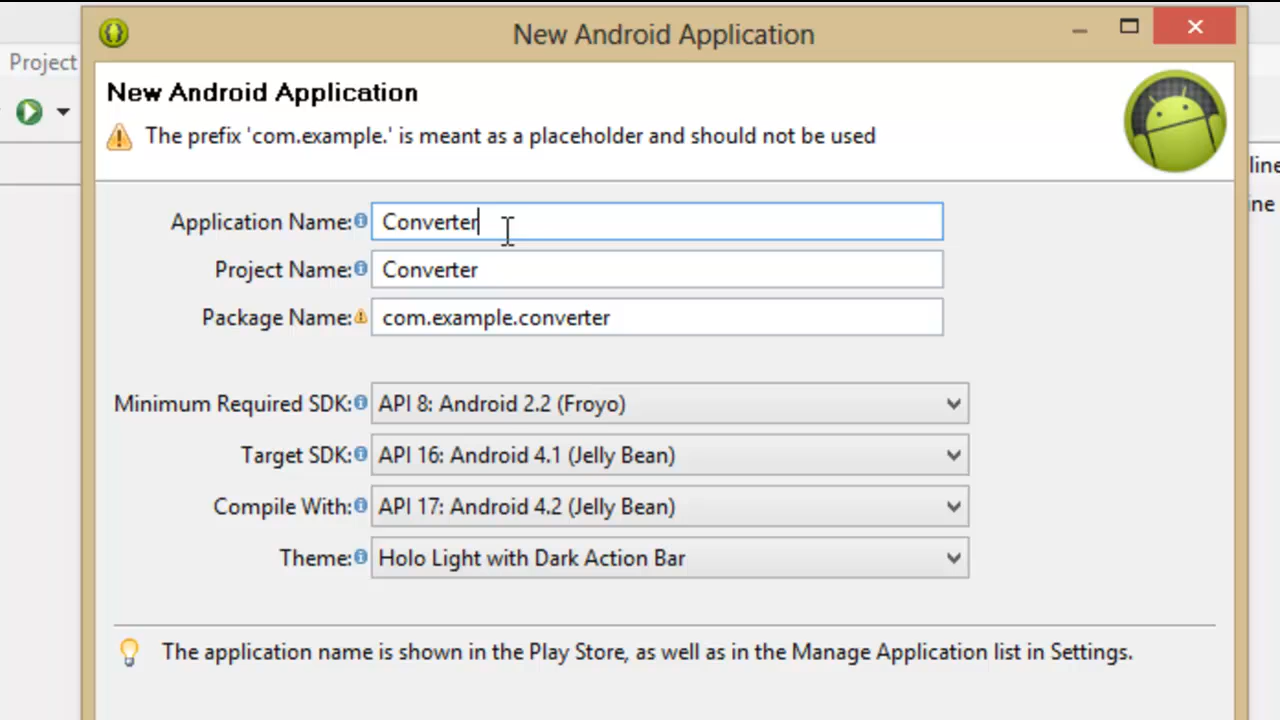 New Android Application
Project
New Android Application
The prefix 'com.example.' is meant as a placeholder and should not be used
line
ine
Application Name: Converter
Project Name: Converter
Package Name: com.example.converter
Minimum Required SDK: API 8: Android 2.2 (Froyo)
Target SDK: API 16: Android 4.1 (Jelly Bean)
Compile With: API 17: Android 4.2 (Jelly Bean)
Theme: Holo Light with Dark Action Bar
The application name is shown in the Play Store, as well as in the Manage Application list in Settings.